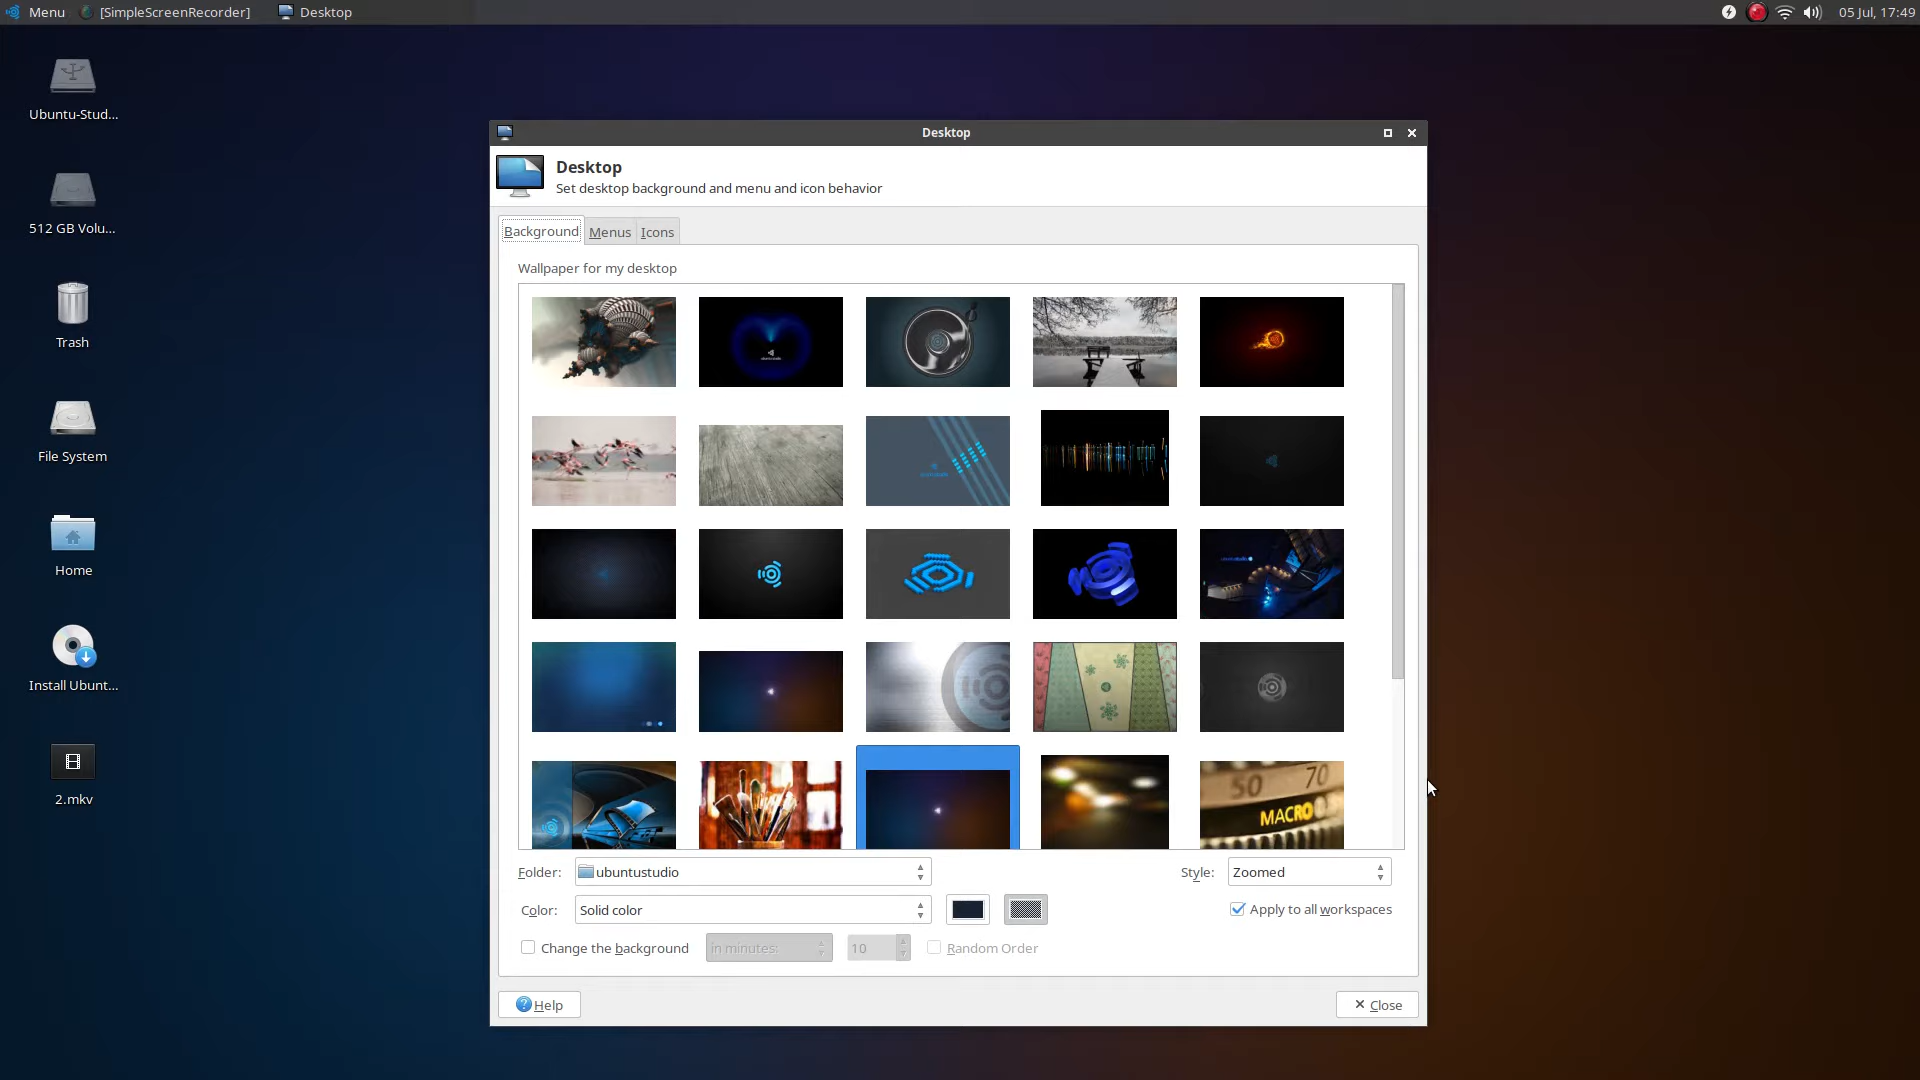 Menu [SimpleScreenRecorder] Desktop 05 Jul, 17:49
Ubuntu-Stud...
512 GB Volu...
Trash
File System
Home
Install Ubunt...
2.mkv
Desktop
Desktop
Set desktop background and menu and icon behavior
Background Menus Icons
Wallpaper for my desktop
50 70
MACRO
Folder: ubuntustudio Style: Zoomed
Color: Solid color Apply to all workspaces
Change the background in minutes: 10 Random Order
Help Close